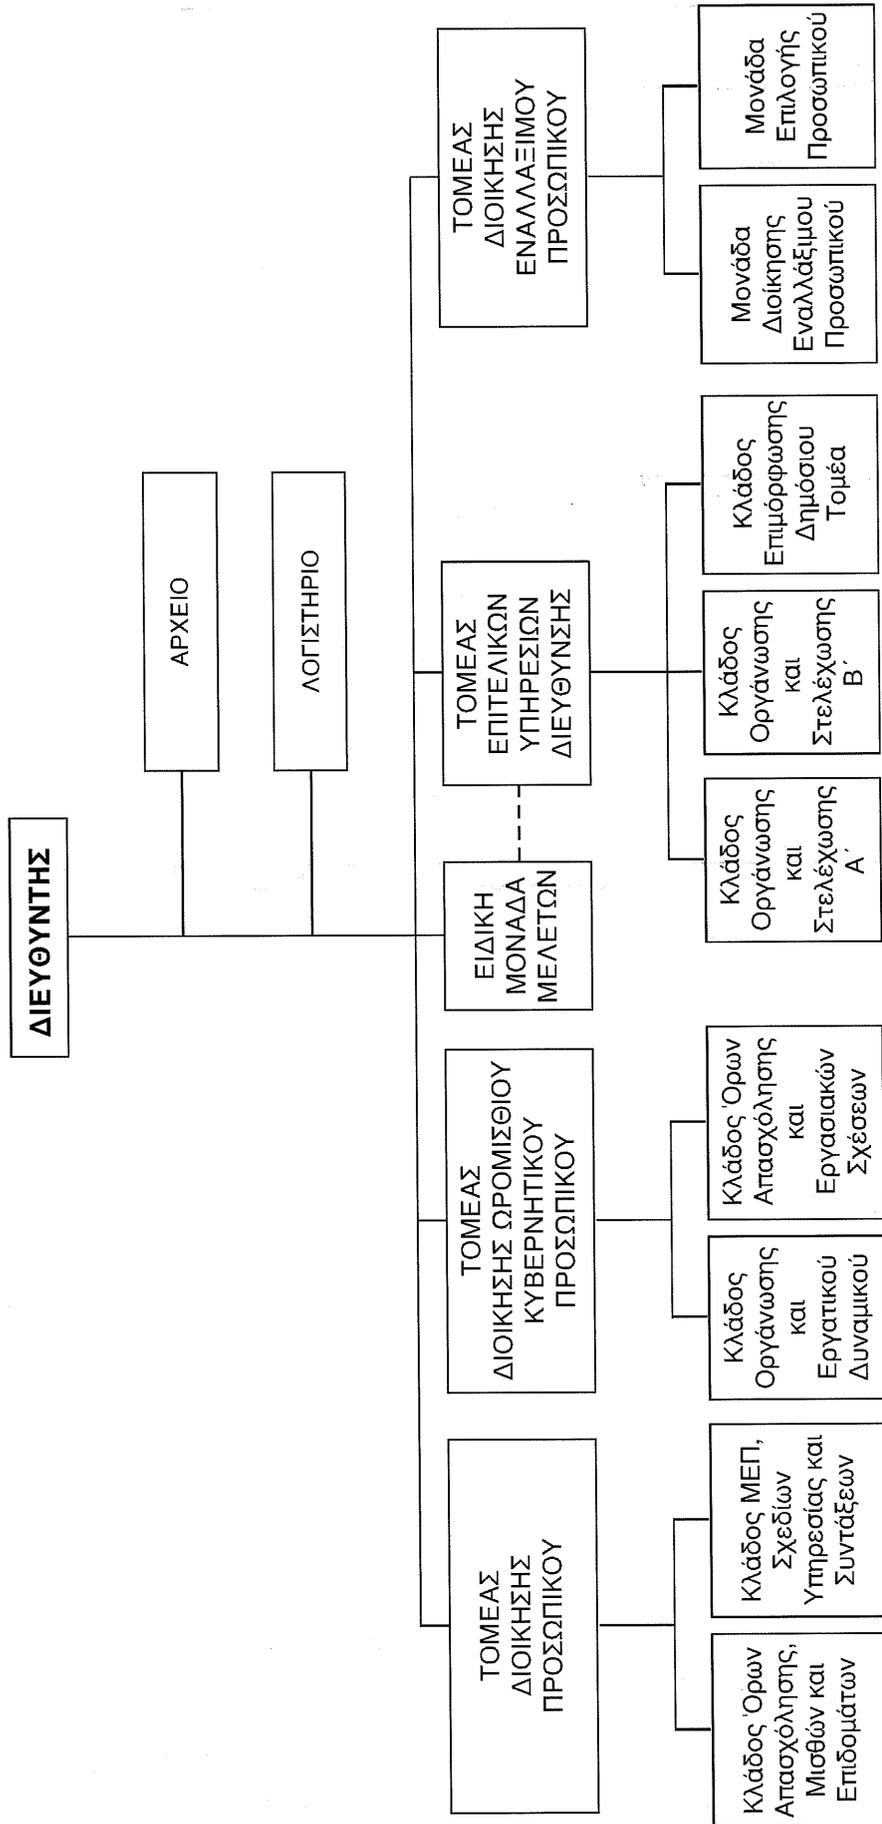 ΔΙΕΥΘΥΝΤΗΣ
ΑΡΧΕΙΟ
ΛΟΓΙΣΤΗΡΙΟ
ΤΟΜΕΑΣ
ΔΙΟΙΚΗΣΗΣ
ΠΡΟΣΩΠΙΚΟΥ
ΤΟΜΕΑΣ
ΔΙΟΙΚΗΣΗΣ ΩΡΟΜΙΣΘΙΟΥ
ΚΥΒΕΡΝΗΤΙΚΟΥ
ΠΡΟΣΩΠΙΚΟΥ
ΕΙΔΙΚΗ
ΜΟΝΑΔΑ
ΜΕΛΕΤΩΝ
ΤΟΜΕΑΣ
ΕΠΙΤΕΛΙΚΩΝ
ΥΠΗΡΕΣΙΩΝ
ΔΙΕΥΘΥΝΣΗΣ
ΤΟΜΕΑΣ
ΔΙΟΙΚΗΣΗΣ
ΕΝΑΛΛΑΞΙΜΟΥ
ΠΡΟΣΩΠΙΚΟΥ
Κλάδος Όρων
Απασχόλησης,
Μισθών και
Επιδομάτων
Κλάδος ΜΕΠ,
Σχεδίων
Υπηρεσίας και
Συντάξεων
Κλάδος
Οργάνωσης
και
Εργατικού
Δυναμικού
Κλάδος Όρων
Απασχόλησης
και
Εργασιακών
Σχέσεων
Κλάδος
Οργάνωσης
και
Στελέχωσης
Α΄
Κλάδος
Οργάνωσης
και
Στελέχωσης
Β΄
Κλάδος
Επιμόρφωσης
Δημόσιου
Τομέα
Μονάδα
Διοίκησης
Εναλλάξιμου
Προσωπικού
Μονάδα
Επιλογής
Προσωπικού